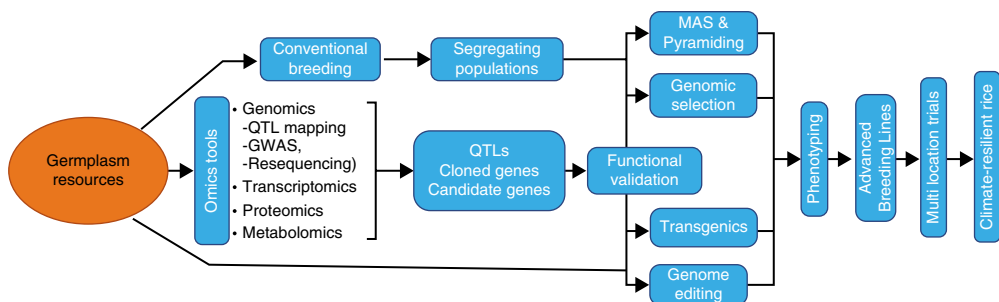 Germplasm
resources
Conventional
breeding
Segregating
populations
Omics tools
• Genomics
-QTL mapping
-GWAS,
-Resequencing)
• Transcriptomics
• Proteomics
• Metabolomics
QTLs
Cloned genes
Candidate genes
Functional
validation
MAS &
Pyramiding
Genomic
selection
Transgenics
Genome
editing
Phenotyping
Advanced
Breeding Lines
Multi location trials
Climate-resilient rice